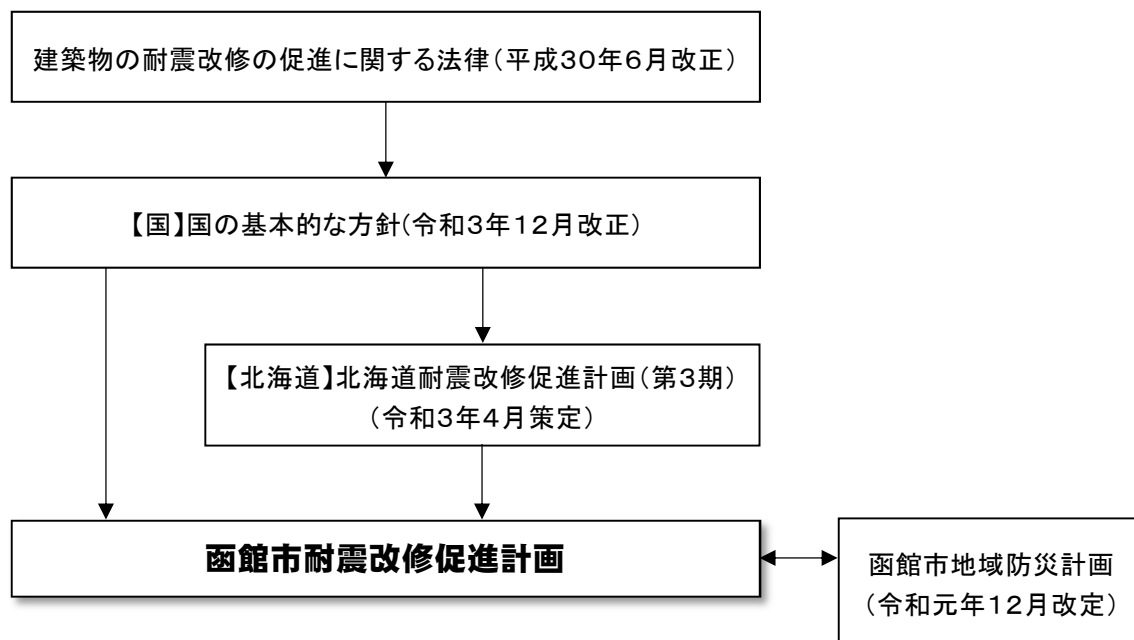 建築物の耐震改修の促進に関する法律(平成30年6月改正)
【国】国の基本的な方針(令和3年12月改正)
【北海道】北海道耐震改修促進計画(第3期)
(令和3年4月策定)
函館市耐震改修促進計画
函館市地域防災計画
(令和元年12月改定)